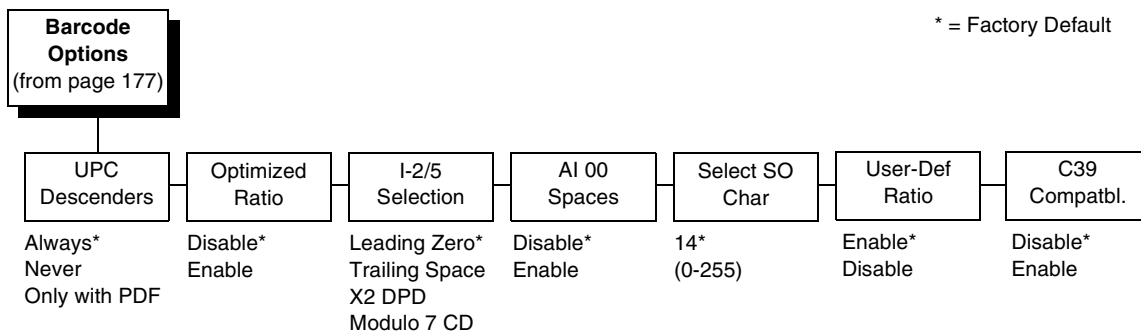 Barcode
Options
(from page 177)
* = Factory Default
UPC
Descenders
Always*
Never
Only with PDF
Optimized
Ratio
Disable*
Enable
I-2/5
Selection
Leading Zero*
Trailing Space
X2 DPD
Modulo 7 CD
AI 00
Spaces
Disable*
Enable
Select SO
Char
14*
(0-255)
User-Def
Ratio
Enable*
Disable
C39
Compatbl.
Disable*
Enable